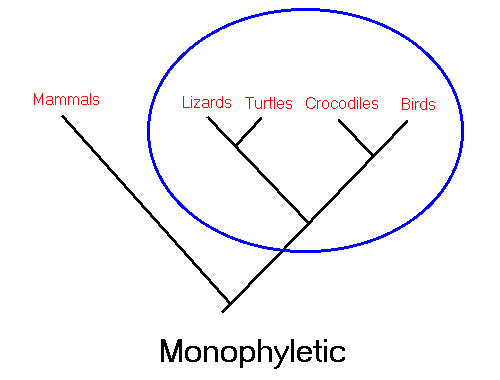 Mammals
Lizards Turtles Crocodiles Birds
Monophyletic